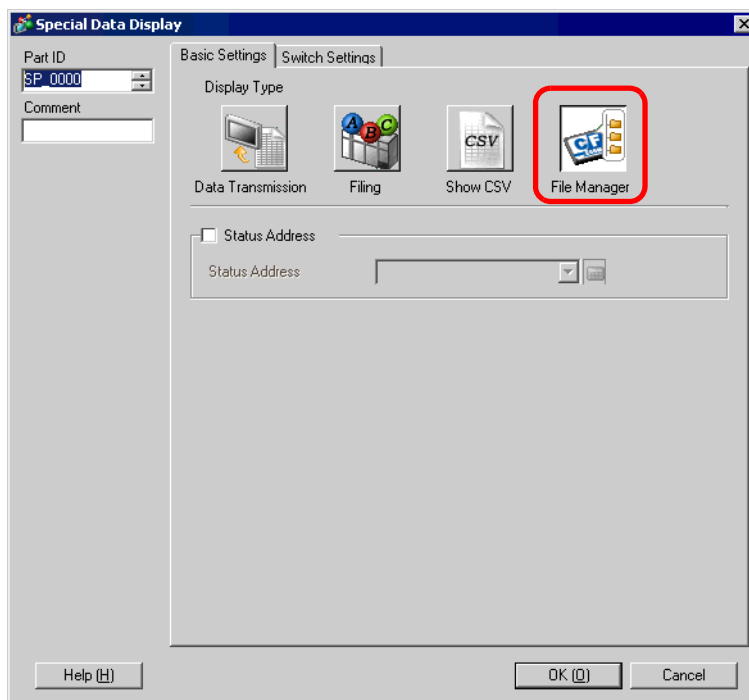 Special Data Display
Part ID
SP_0000
Comment
Basic Settings
Switch Settings
Display Type
A B C
CSV
CF
Data Transmission
Filing
Show CSV
File Manager
Status Address
Status Address
Help (H)
OK (O)
Cancel